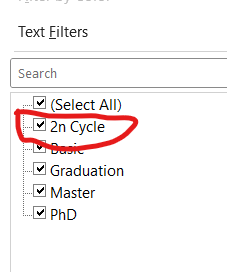 Text Filters
Search
(Select All)
2n Cycle
Basic
Graduation
Master
PhD